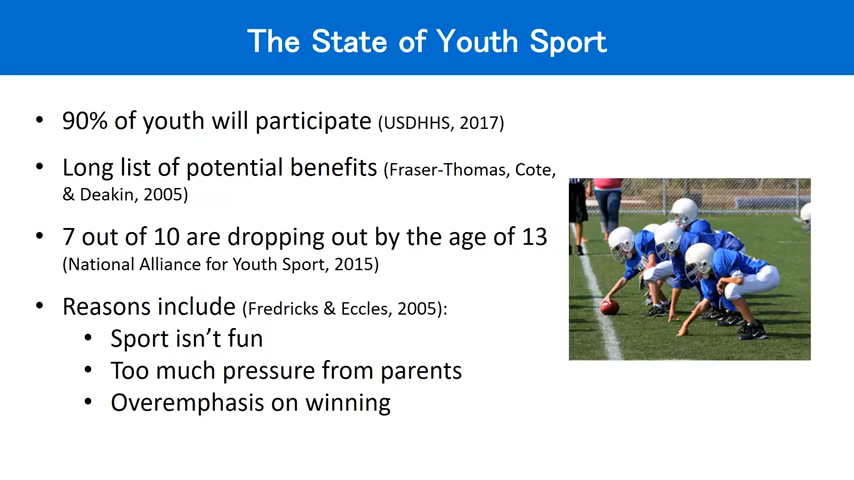 The State of Youth Sport
• 90% of youth will participate (USDHHS, 2017)
• Long list of potential benefits (Fraser-Thomas, Cote,
& Deakin, 2005)
• 7 out of 10 are dropping out by the age of 13
(National Alliance for Youth Sport, 2015)
• Reasons include (Fredricks & Eccles, 2005):
• Sport isn’t fun
• Too much pressure from parents
• Overemphasis on winning